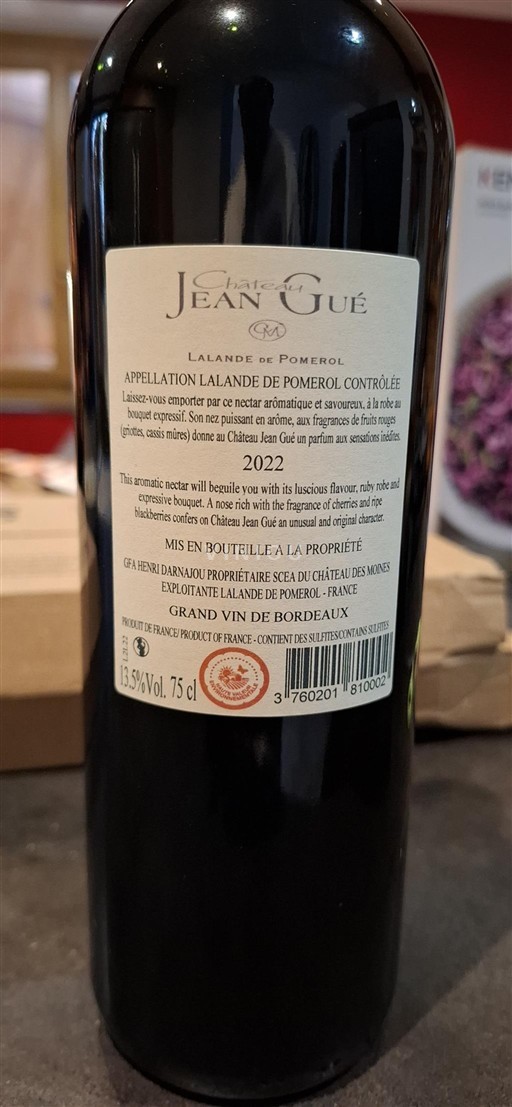 Château
JEAN GUÉ
LALANDE DE POMEROL
APPELLATION LALANDE DE POMEROL CONTRÔLÉE
Laissez-vous emporter par ce nectar arômatique et savoureux, à la robe au
bouquet expressif. Son nez puissant en arôme, aux fragrances de fruits rouges
(griottes, cassis mûres) donne au Château Jean Gué un parfum aux sensations inédites.
2022
This aromatic nectar will beguile you with its luscious flavour, ruby robe and
expressive bouquet. A nose rich with the fragrance of cherries and ripe
blackberries confers on Château Jean Gué an unusual and original character.
MIS EN BOUTEILLE A LA PROPRIÉTÉ
GFA HENRI DARNAJOU PROPRIÉTAIRE SCEA DU CHÂTEAU DES MOINES
EXPLOITANTE LALANDE DE POMEROL - FRANCE
GRAND VIN DE BORDEAUX
PRODUIT DE FRANCE/ PRODUCT OF FRANCE - CONTIENT DES SULFITES/CONTAINS SULFITES
13.5%Vol. 75 cl
HAUTE VALEUR
ENVIRONNEMENTALE
3 760201 810002